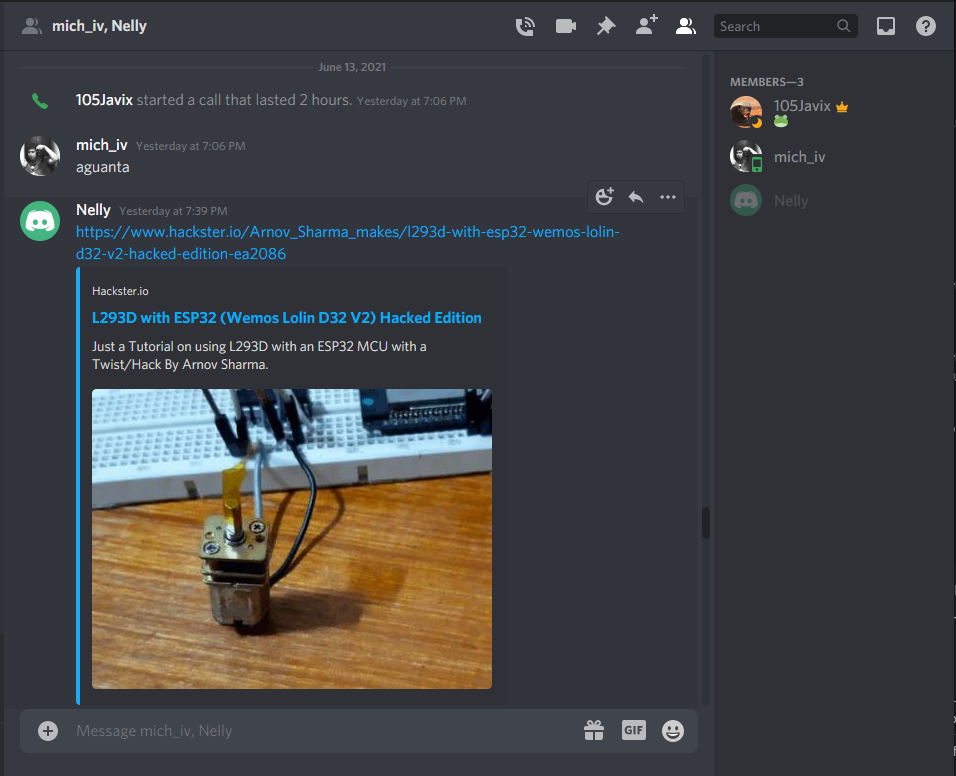 mich_iv, Nelly
Search
June 13, 2021
105Javix started a call that lasted 2 hours. Yesterday at 7:06 PM
mich_iv Yesterday at 7:06 PM
aguanta
Nelly Yesterday at 7:39 PM
https://www.hackster.io/Arnov_Sharma_makes/l293d-with-esp32-wemos-lolin-
d32-v2-hacked-edition-ea2086
Hackster.io
L293D with ESP32 (Wemos Lolin D32 V2) Hacked Edition
Just a Tutorial on using L293D with an ESP32 MCU with a
Twist/Hack By Arnov Sharma.
Message mich_iv, Nelly
GIF
MEMBERS—3
105Javix
mich_iv
Nelly